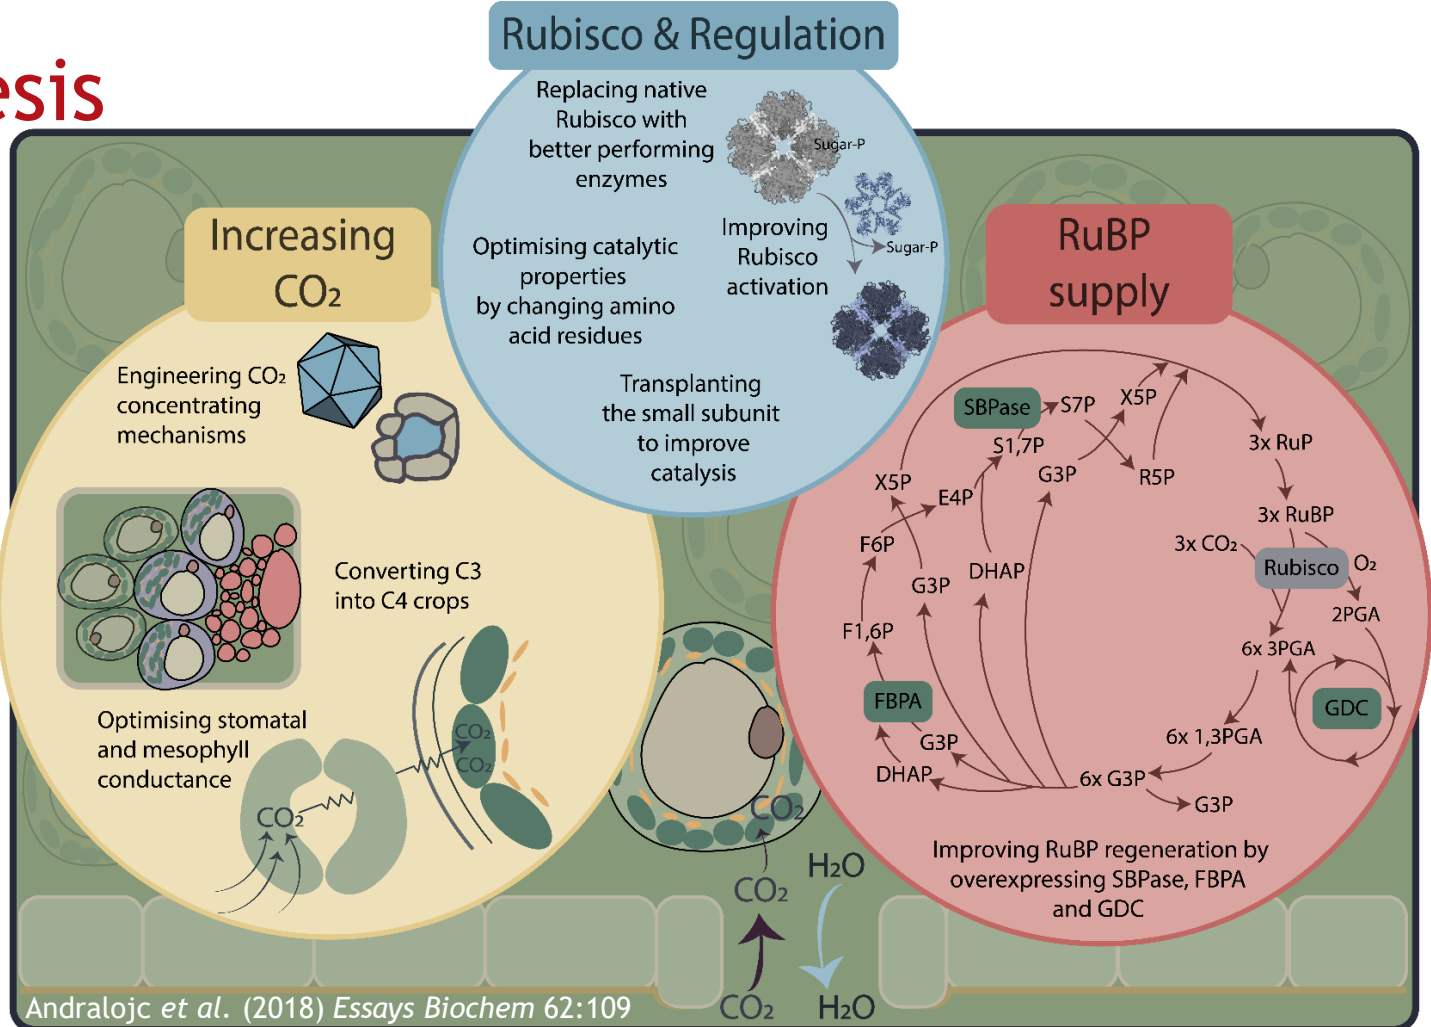 esis
Rubisco & Regulation
Replacing native
Rubisco with
better performing
enzymes
Sugar-P
Sugar-P
Improving
Rubisco
activation
Optimising catalytic
properties
by changing amino
acid residues
Transplanting
the small subunit
to improve
catalysis
Increasing
CO₂
Engineering CO₂
concentrating
mechanisms
Converting C3
into C4 crops
Optimising stomatal
and mesophyll
conductance
CO₂
CO₂
CO₂
RuBP
supply
SBPase
S7P
X5P
S1,7P
G3P
R5P
3x RuP
X5P
E4P
3x RuBP
F6P
3x CO₂
Rubisco
O₂
G3P
DHAP
2PGA
F1,6P
6x 3PGA
FBPA
GDC
G3P
6x 1,3PGA
DHAP
6x G3P
G3P
Improving RuBP regeneration by
overexpressing SBPase, FBPA
and GDC
CO₂
CO₂
CO₂
H₂O
H₂O
Andralojc et al. (2018) Essays Biochem 62:109